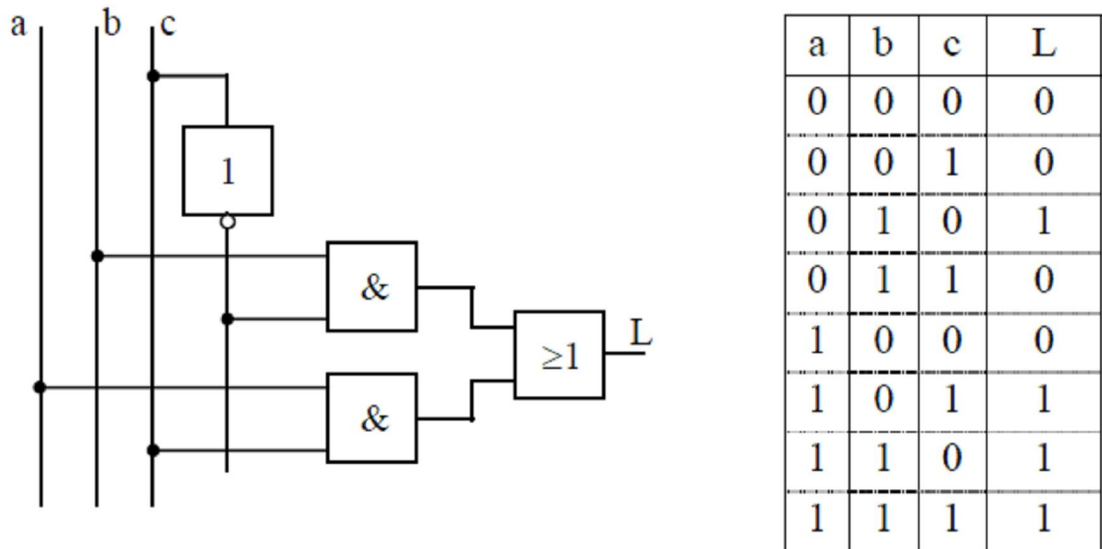 a b c
1
&
&
≥1
L
a b c L
0 0 0 0
0 0 1 0
0 1 0 1
0 1 1 0
1 0 0 0
1 0 1 1
1 1 0 1
1 1 1 1